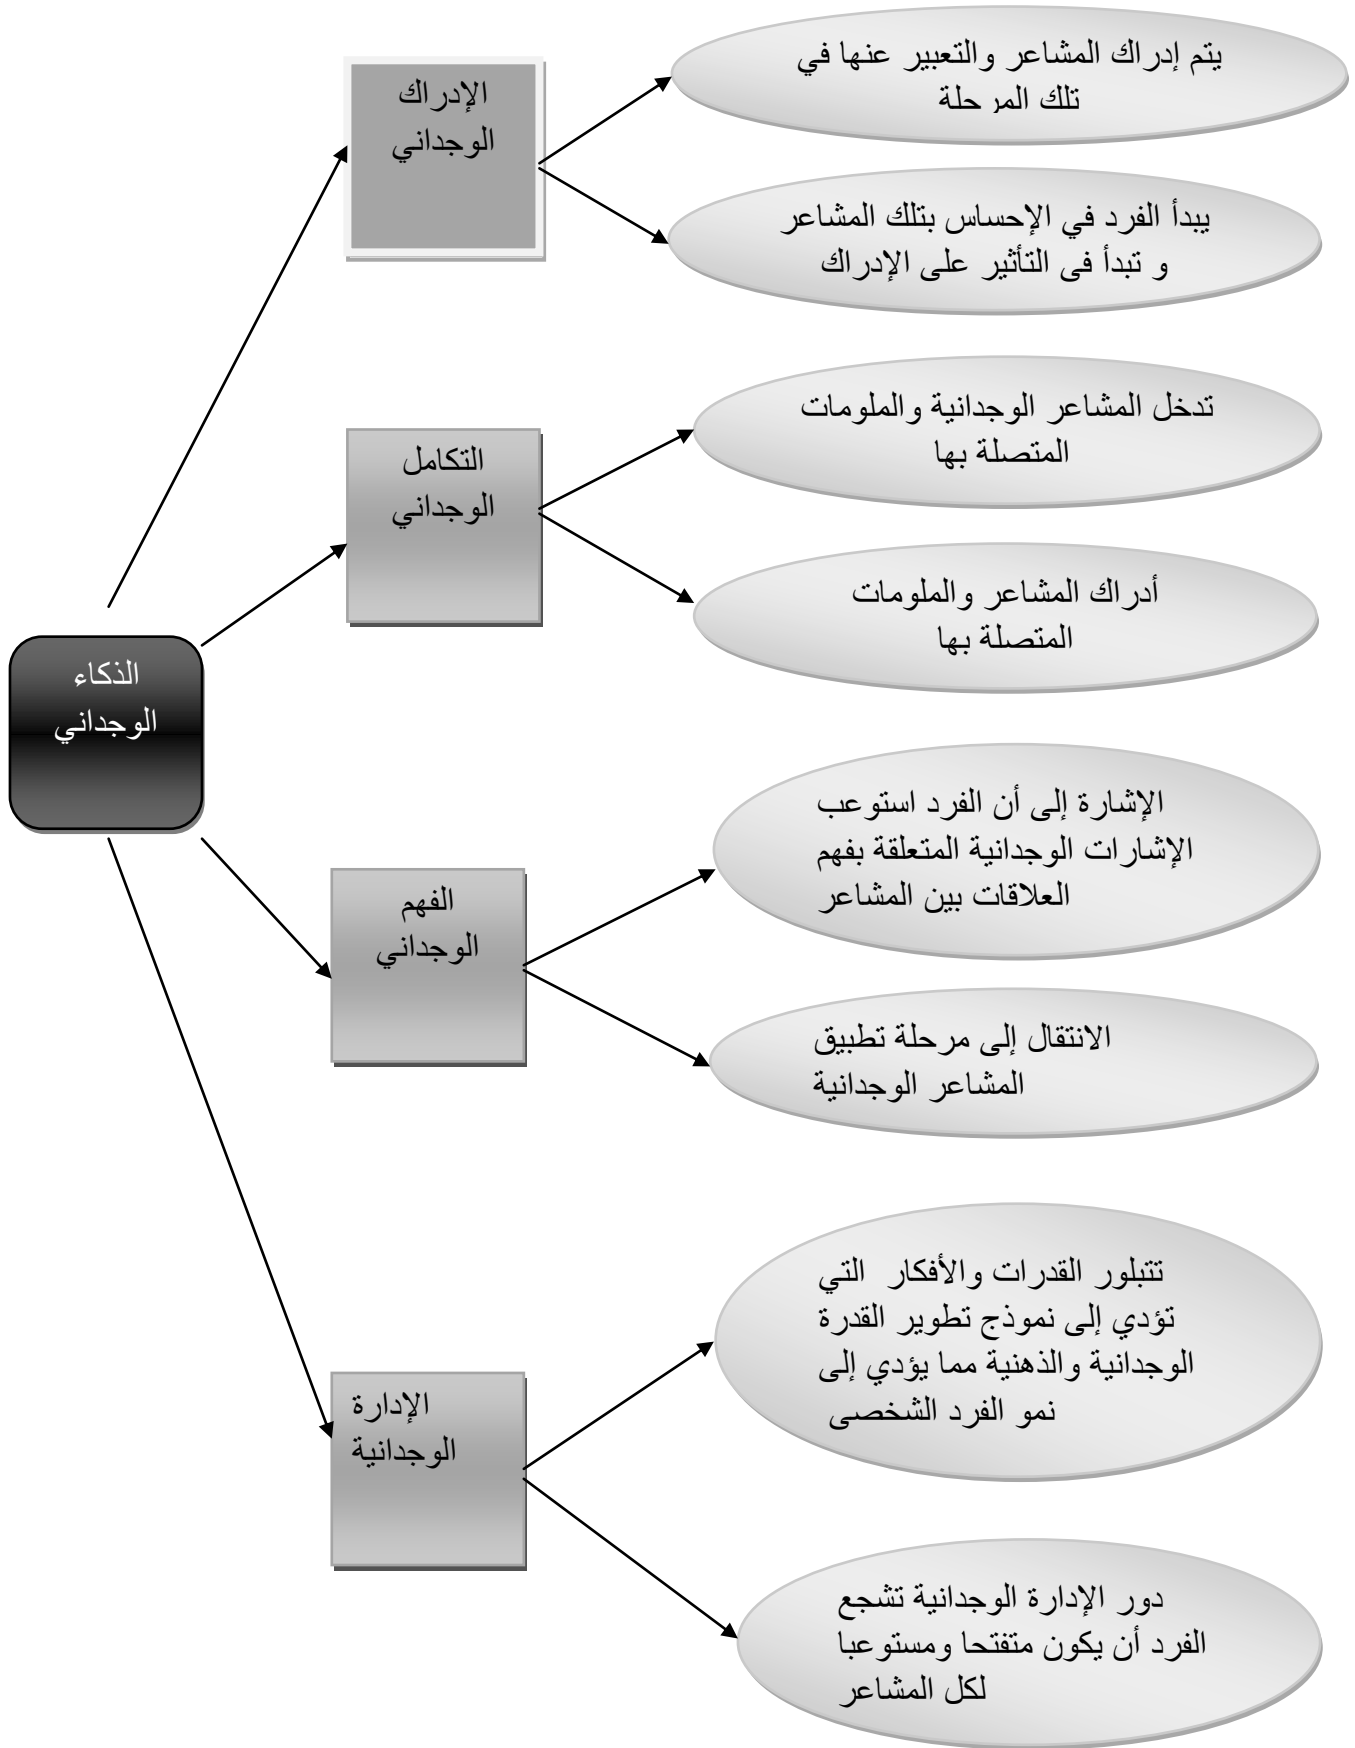 الذكاء
الوجداني
الإدراك
الوجداني
يتم إدراك المشاعر والتعبير عنها في
تلك المرحلة
يبدأ الفرد في الإحساس بتلك المشاعر
و تبدأ فى التأثير على الإدراك
التكامل
الوجداني
تدخل المشاعر الوجدانية والملومات
المتصلة بها
أدراك المشاعر والملومات
المتصلة بها
الفهم
الوجداني
الإشارة إلى أن الفرد استوعب
الإشارات الوجدانية المتعلقة بفهم
العلاقات بين المشاعر
الانتقال إلى مرحلة تطبيق
المشاعر الوجدانية
الإدارة
الوجدانية
تتبلور القدرات والأفكار التي
تؤدي إلى نموذج تطوير القدرة
الوجدانية والذهنية مما يؤدي إلى
نمو الفرد الشخصى
دور الإدارة الوجدانية تشجع
الفرد أن يكون متفتحا ومستوعبا
لكل المشاعر